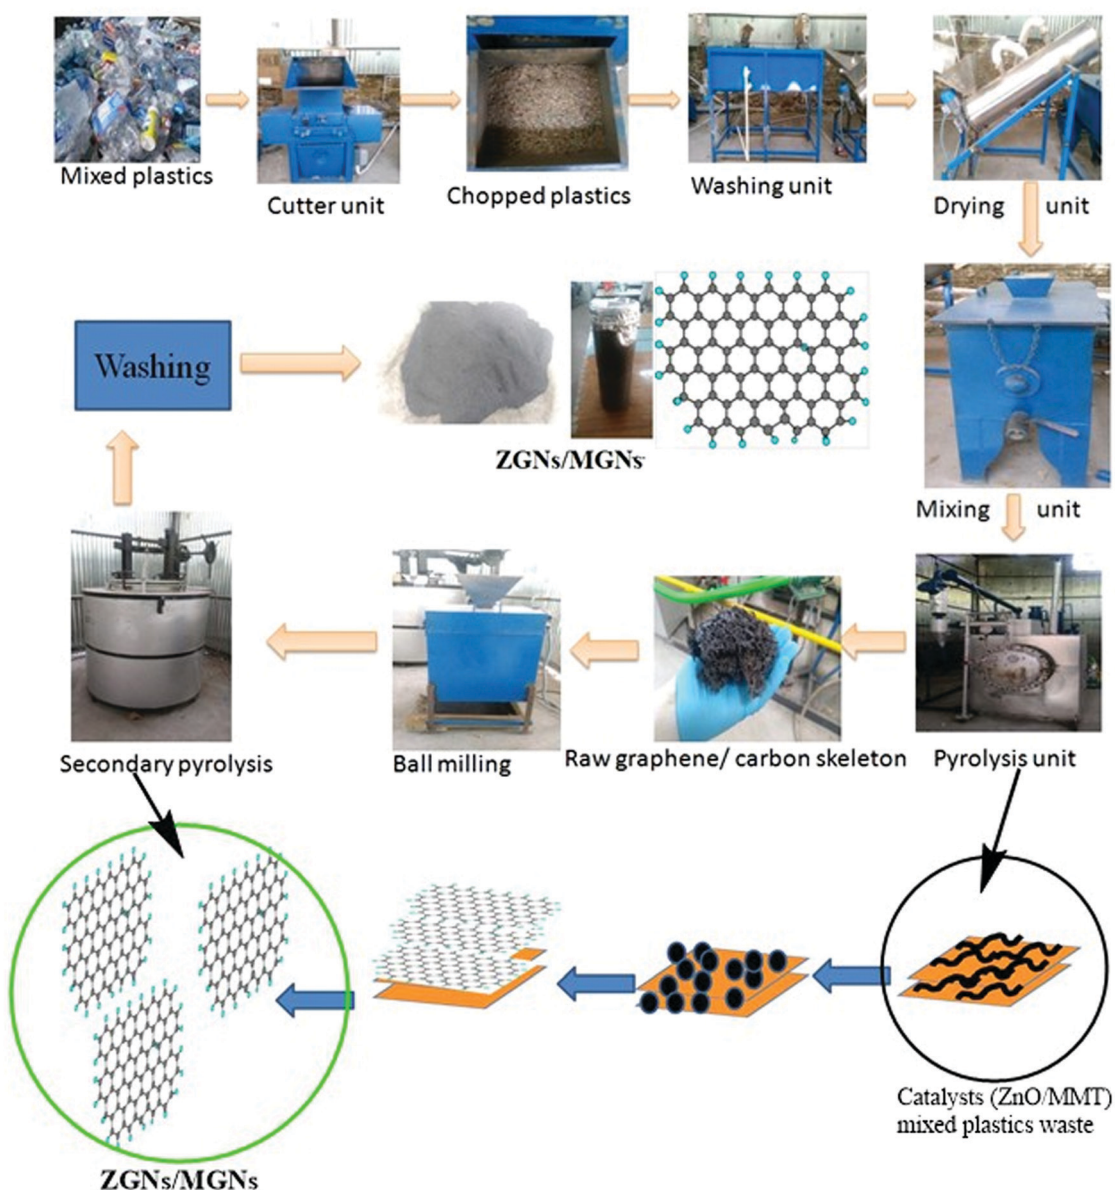 Mixed plastics
Cutter unit
Chopped plastics
Washing unit
Drying unit
Washing
ZGNs/MGNs
Mixing unit
Secondary pyrolysis
Ball milling
Raw graphene/ carbon skeleton
Pyrolysis unit
Catalysts (ZnO/MMT)
mixed plastics waste
ZGNs/MGNs